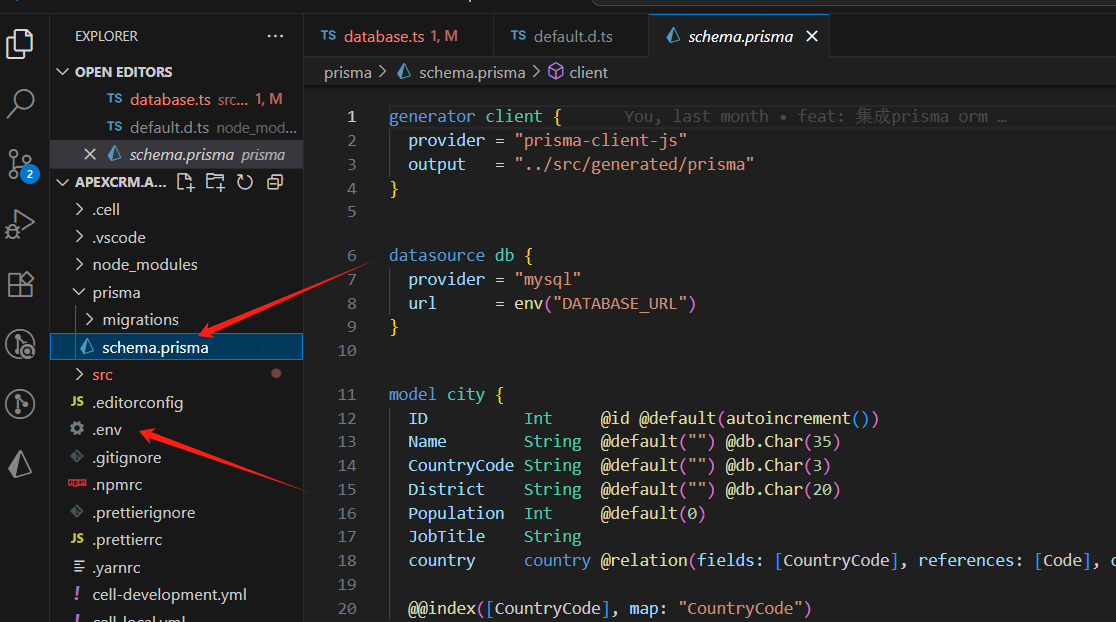 EXPLORER
OPEN EDITORS
TS database.ts src... 1, M
TS default.d.ts node_mod...
schema.prisma prisma
APEXCRM.A...
.cell
.vscode
node_modules
prisma
migrations
schema.prisma
src
JS .editorconfig
.env
.gitignore
npm .npmrc
.prettierignore
JS .prettierrc
.yarnrc
! cell-development.yml
! cell-local.yml
2
TS database.ts 1, M
TS default.d.ts
schema.prisma
prisma > schema.prisma > client
1 generator client { You, last month • feat: 集成prisma orm …
2 provider = "prisma-client-js"
3 output = "../src/generated/prisma"
4 }
5
6 datasource db {
7 provider = "mysql"
8 url = env("DATABASE_URL")
9 }
10
11 model city {
12 ID Int @id @default(autoincrement())
13 Name String @default("") @db.Char(35)
14 CountryCode String @default("") @db.Char(3)
15 District String @default("") @db.Char(20)
16 Population Int @default(0)
17 JobTitle String
18 country country @relation(fields: [CountryCode], references: [Code],
19
20 @@index([CountryCode], map: "CountryCode")